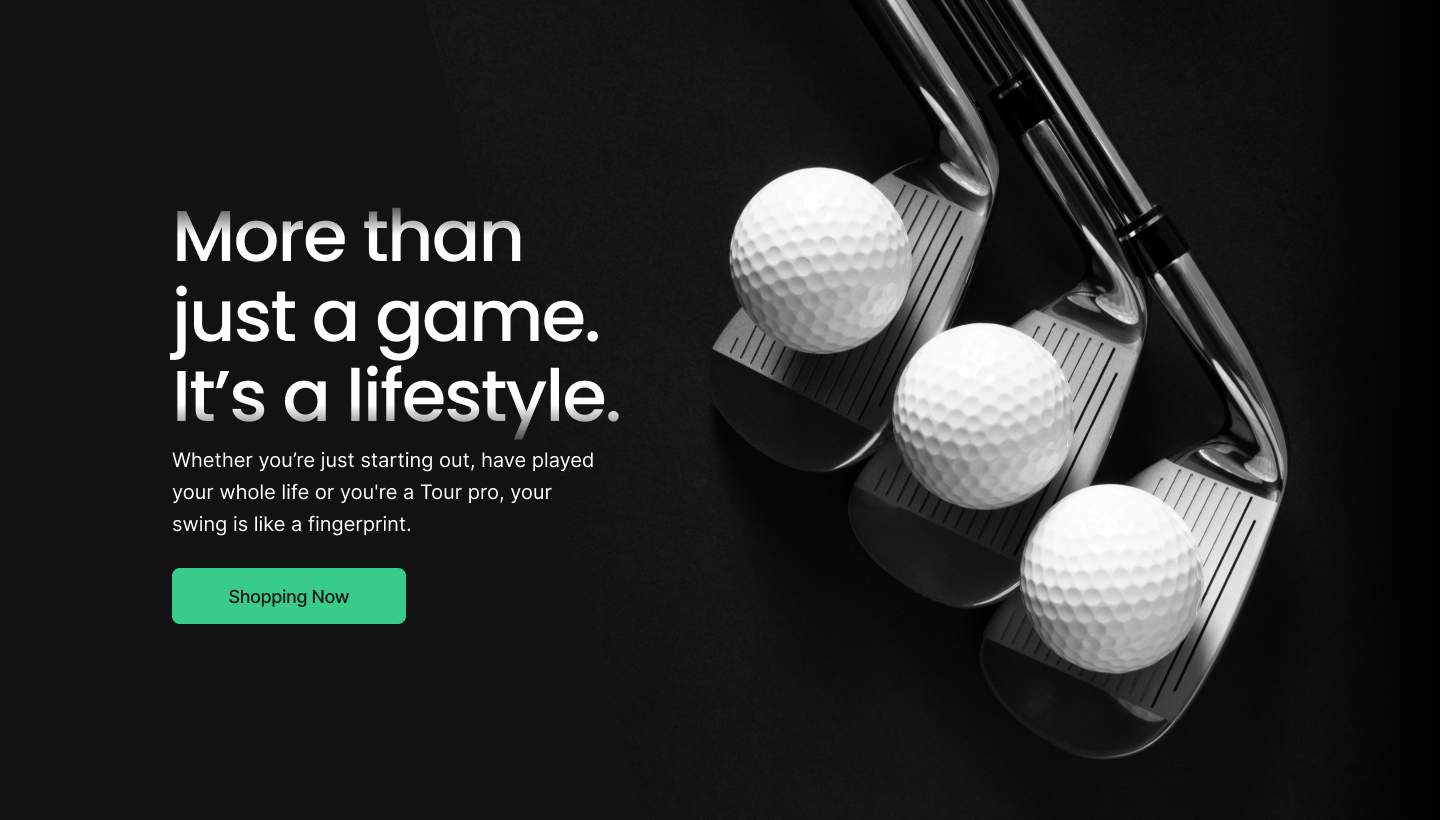 More than
just a game.
It’s a lifestyle.
Whether you’re just starting out, have played
your whole life or you're a Tour pro, your
swing is like a fingerprint.
Shopping Now